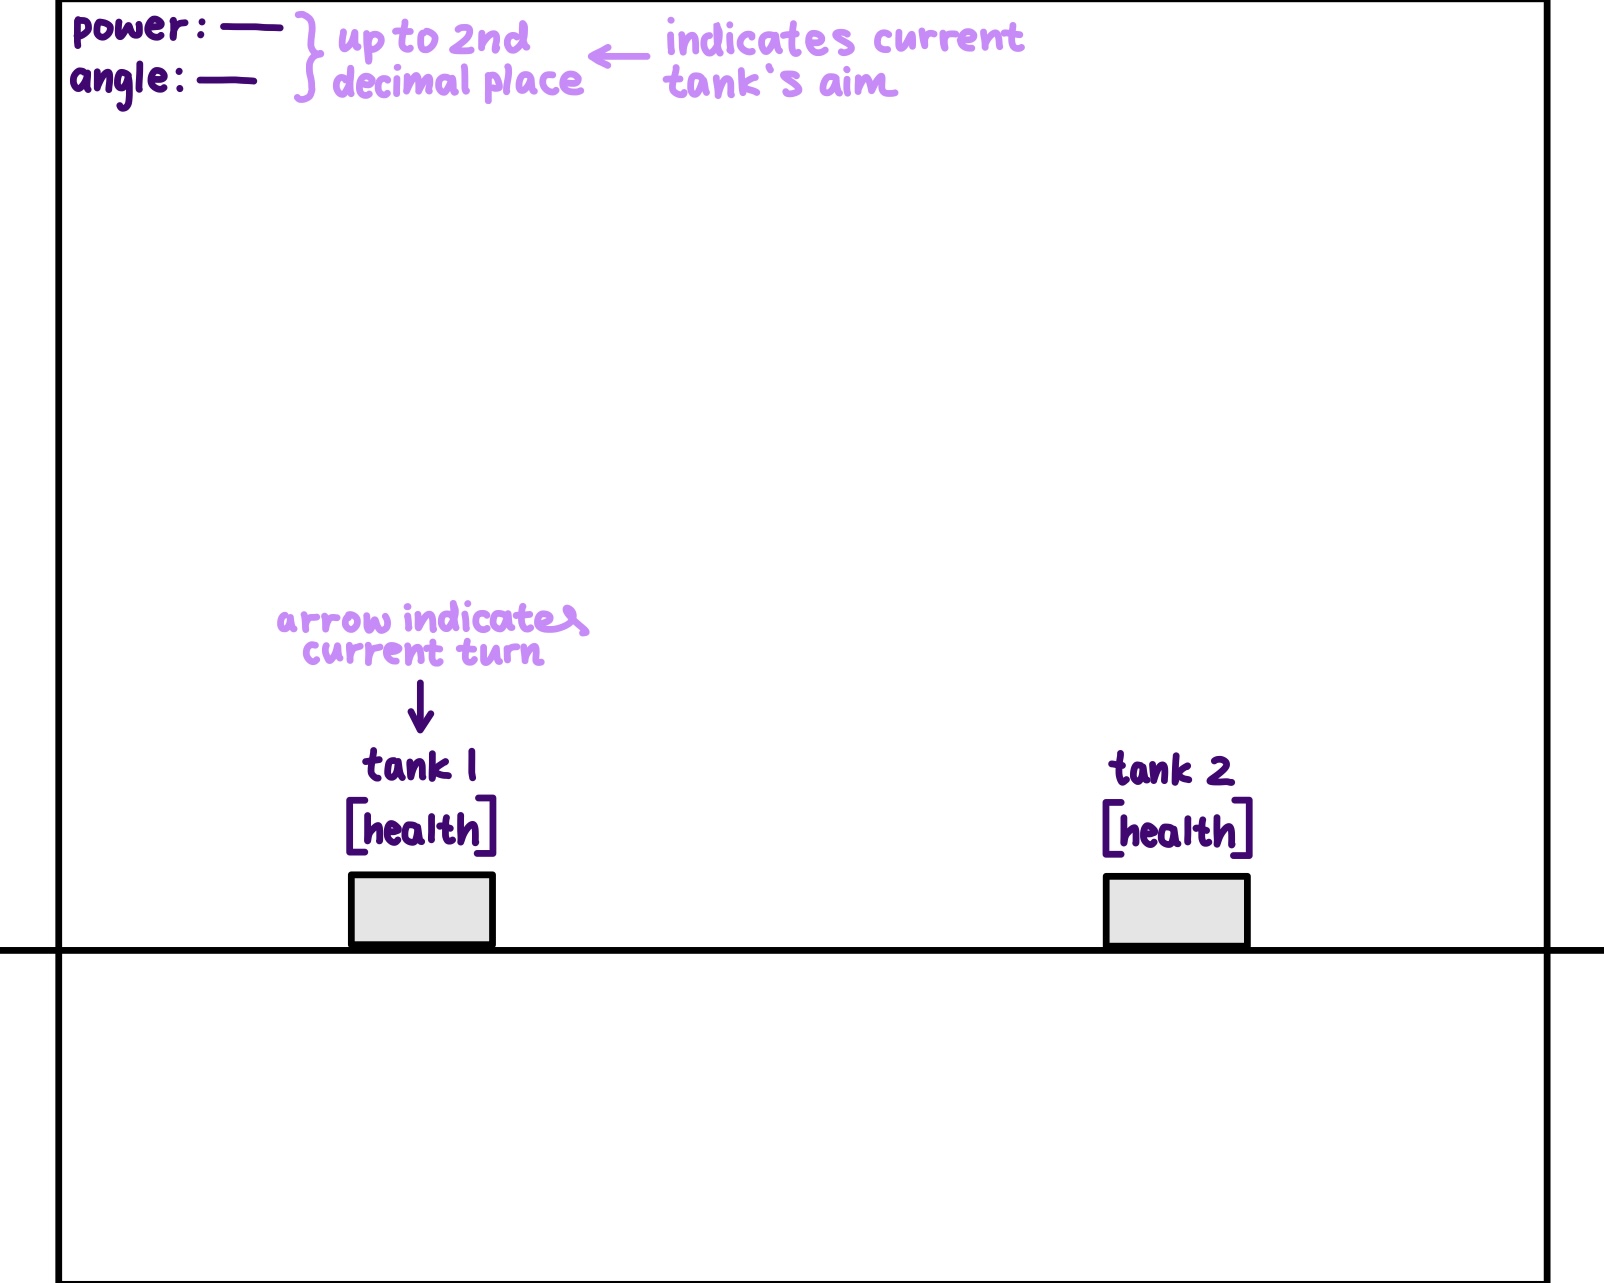 power: —— } up to 2nd ← indicates current
angle: —— decimal place tank's aim
arrow indicates
current turn
↓
tank 1
[health]
tank 2
[health]